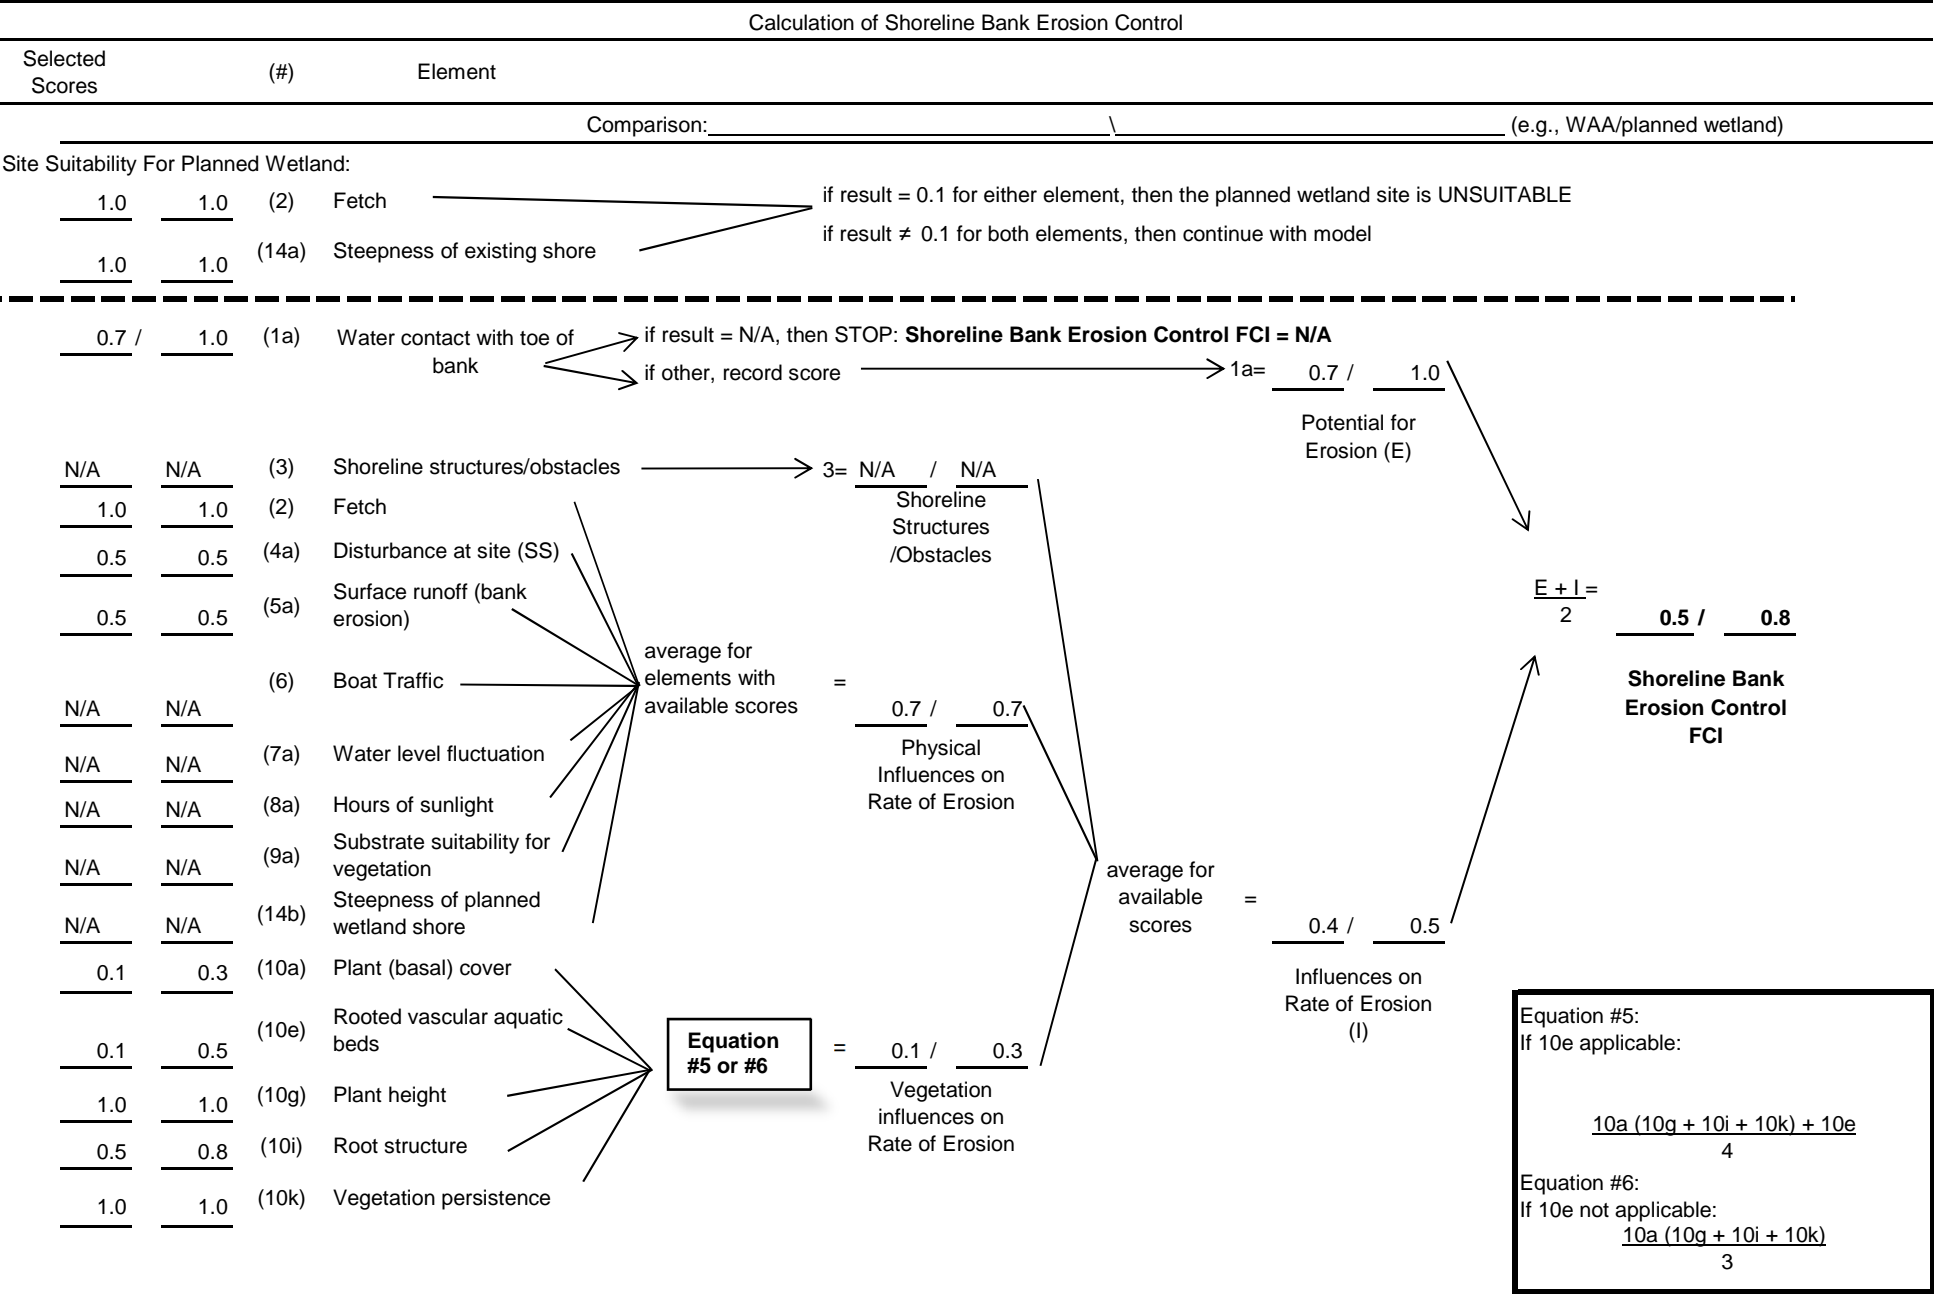 Calculation of Shoreline Bank Erosion Control
Selected Scores (#) Element
Comparison: \ (e.g., WAA/planned wetland)
Site Suitability For Planned Wetland:
1.0 1.0 (2) Fetch
if result = 0.1 for either element, then the planned wetland site is UNSUITABLE
if result ≠ 0.1 for both elements, then continue with model
1.0 1.0 (14a) Steepness of existing shore
0.7 / 1.0 (1a) Water contact with toe of
bank
if result = N/A, then STOP: Shoreline Bank Erosion Control FCI = N/A
if other, record score
1a= 0.7 / 1.0
Potential for
Erosion (E)
N/A N/A (3) Shoreline structures/obstacles
3= N/A / N/A
Shoreline
Structures
/Obstacles
1.0 1.0 (2) Fetch
0.5 0.5 (4a) Disturbance at site (SS)
0.5 0.5 (5a) Surface runoff (bank
erosion)
N/A N/A (6) Boat Traffic
N/A N/A (7a) Water level fluctuation
N/A N/A (8a) Hours of sunlight
N/A N/A (9a) Substrate suitability for
vegetation
N/A N/A (14b) Steepness of planned
wetland shore
average for
elements with
available scores
= 0.7 / 0.7
Physical
Influences on
Rate of Erosion
0.1 0.3 (10a) Plant (basal) cover
0.1 0.5 (10e) Rooted vascular aquatic
beds
1.0 1.0 (10g) Plant height
0.5 0.8 (10i) Root structure
1.0 1.0 (10k) Vegetation persistence
Equation
#5 or #6
= 0.1 / 0.3
Vegetation
influences on
Rate of Erosion
average for
available
scores
= 0.4 / 0.5
Influences on
Rate of Erosion
(I)
E + I =
2
0.5 / 0.8
Shoreline Bank
Erosion Control
FCI
Equation #5:
If 10e applicable:
10a (10g + 10i + 10k) + 10e
4
Equation #6:
If 10e not applicable:
10a (10g + 10i + 10k)
3